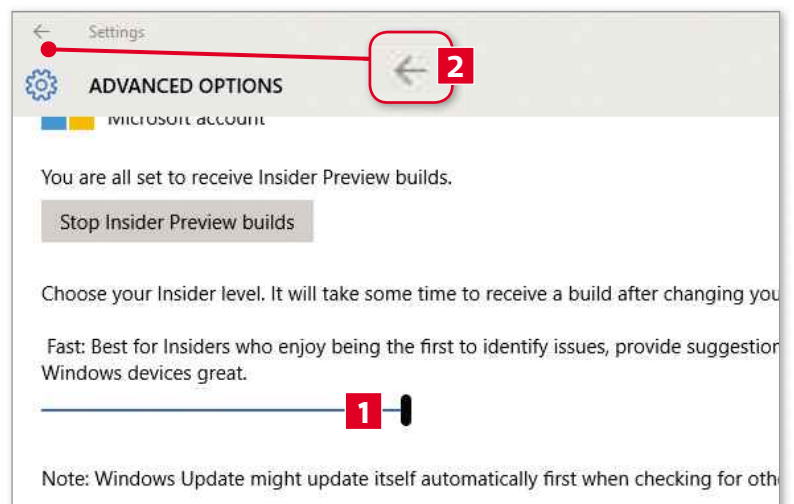 Settings
2
ADVANCED OPTIONS
Microsoft account
You are all set to receive Insider Preview builds.
Stop Insider Preview builds
Choose your Insider level. It will take some time to receive a build after changing you
Fast: Best for Insiders who enjoy being the first to identify issues, provide suggestion
Windows devices great.
1
Note: Windows Update might update itself automatically first when checking for oth